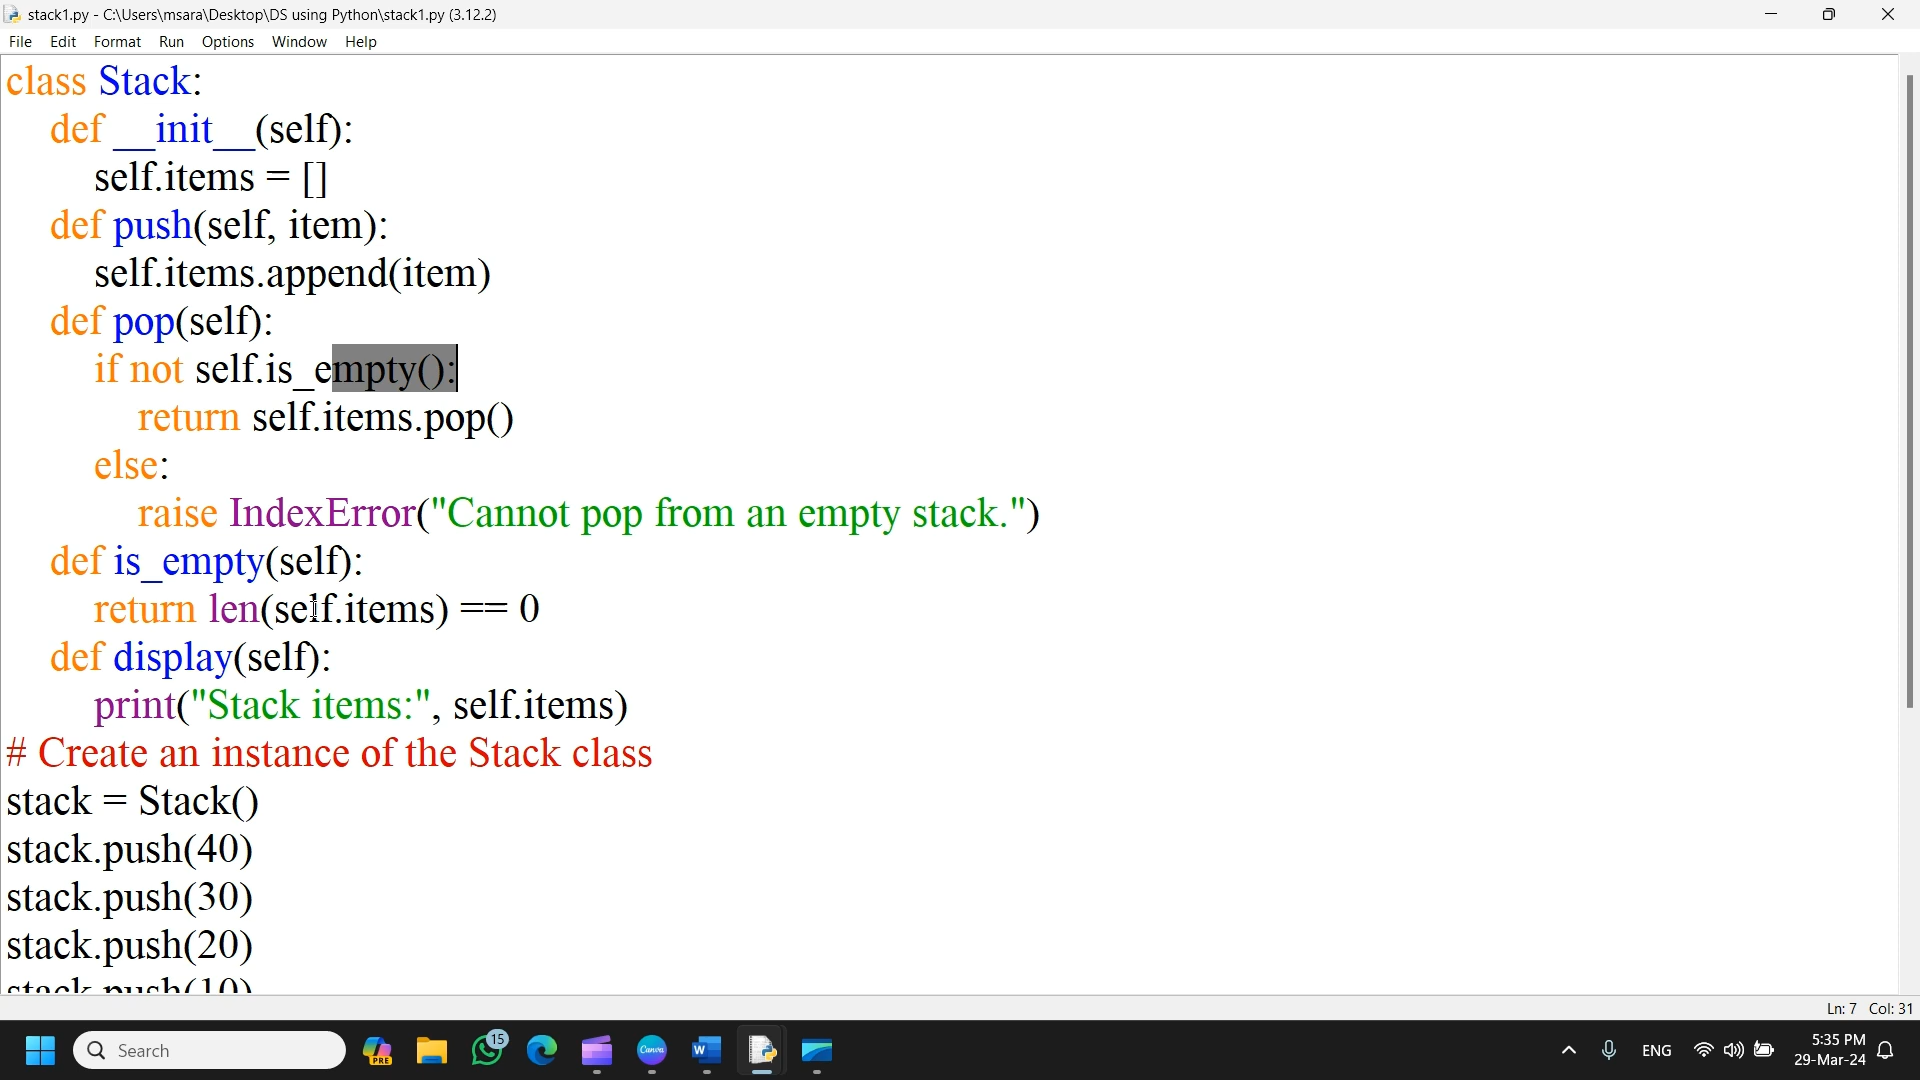 stack1.py - C:\Users\msara\Desktop\DS using Python\stack1.py (3.12.2)
File Edit Format Run Options Window Help
class Stack:
    def __init__(self):
        self.items = []
    def push(self, item):
        self.items.append(item)
    def pop(self):
        if not self.is_empty():
            return self.items.pop()
        else:
            raise IndexError("Cannot pop from an empty stack.")
    def is_empty(self):
        return len(self.items) == 0
    def display(self):
        print("Stack items:", self.items)
# Create an instance of the Stack class
stack = Stack()
stack.push(40)
stack.push(30)
stack.push(20)
stack.push(10)
Ln: 7 Col: 31
Search
PRE
15
Canva
W
ENG
5:35 PM
29-Mar-24